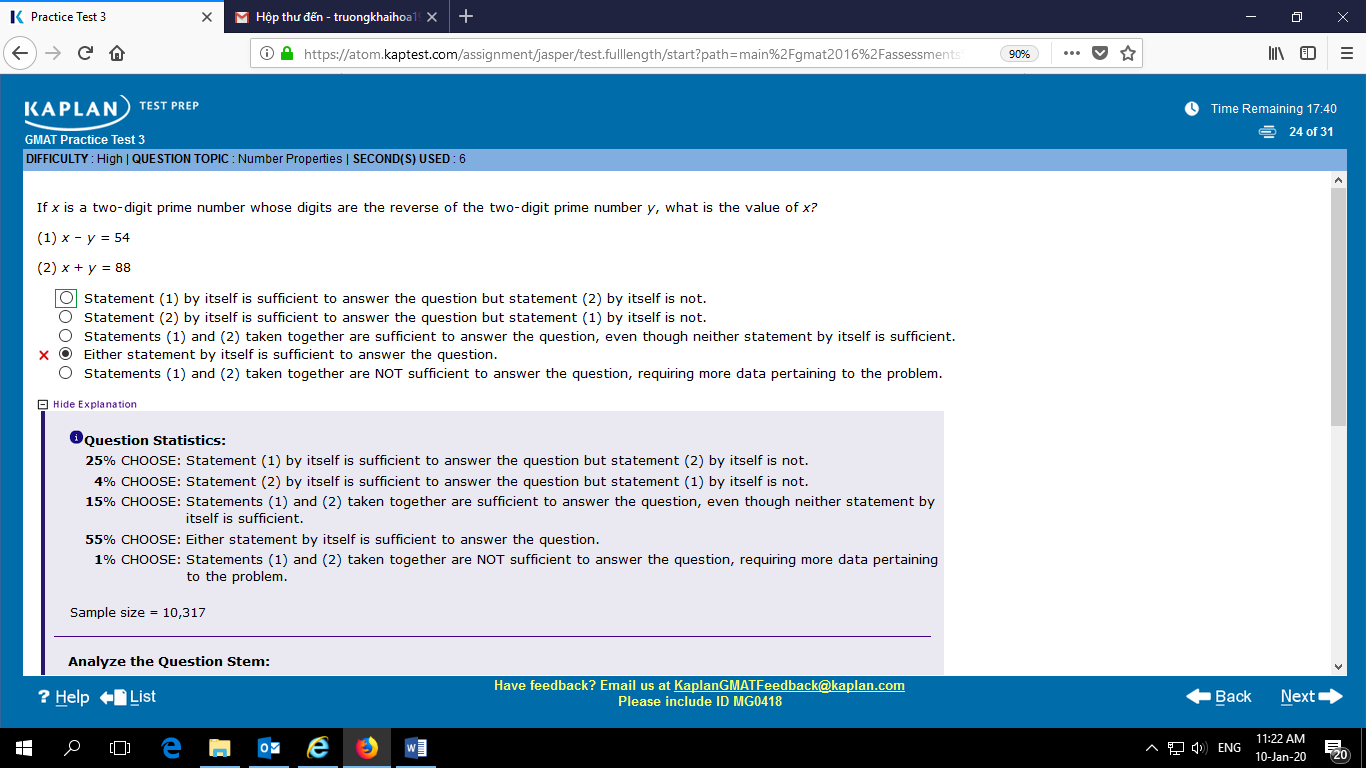 Practice Test 3
Hộp thư đến - truongkhaihoa1
https://atom.kaptest.com/assignment/jasper/test.fulllength/start?path=main%2Fgmat2016%2Fassessments
90%
KAPLAN TEST PREP
Time Remaining 17:40
GMAT Practice Test 3
24 of 31
DIFFICULTY : High | QUESTION TOPIC : Number Properties | SECOND(S) USED : 6
If x is a two-digit prime number whose digits are the reverse of the two-digit prime number y, what is the value of x?
(1) x − y = 54
(2) x + y = 88
Statement (1) by itself is sufficient to answer the question but statement (2) by itself is not.
Statement (2) by itself is sufficient to answer the question but statement (1) by itself is not.
Statements (1) and (2) taken together are sufficient to answer the question, even though neither statement by itself is sufficient.
Either statement by itself is sufficient to answer the question.
Statements (1) and (2) taken together are NOT sufficient to answer the question, requiring more data pertaining to the problem.
Hide Explanation
Question Statistics:
25% CHOOSE: Statement (1) by itself is sufficient to answer the question but statement (2) by itself is not.
4% CHOOSE: Statement (2) by itself is sufficient to answer the question but statement (1) by itself is not.
15% CHOOSE: Statements (1) and (2) taken together are sufficient to answer the question, even though neither statement by
itself is sufficient.
55% CHOOSE: Either statement by itself is sufficient to answer the question.
1% CHOOSE: Statements (1) and (2) taken together are NOT sufficient to answer the question, requiring more data pertaining
to the problem.
Sample size = 10,317
Analyze the Question Stem:
? Help
List
Have feedback? Email us at KaplanGMATFeedback@kaplan.com
Please include ID MG0418
Back
Next
ENG
11:22 AM
10-Jan-20
20